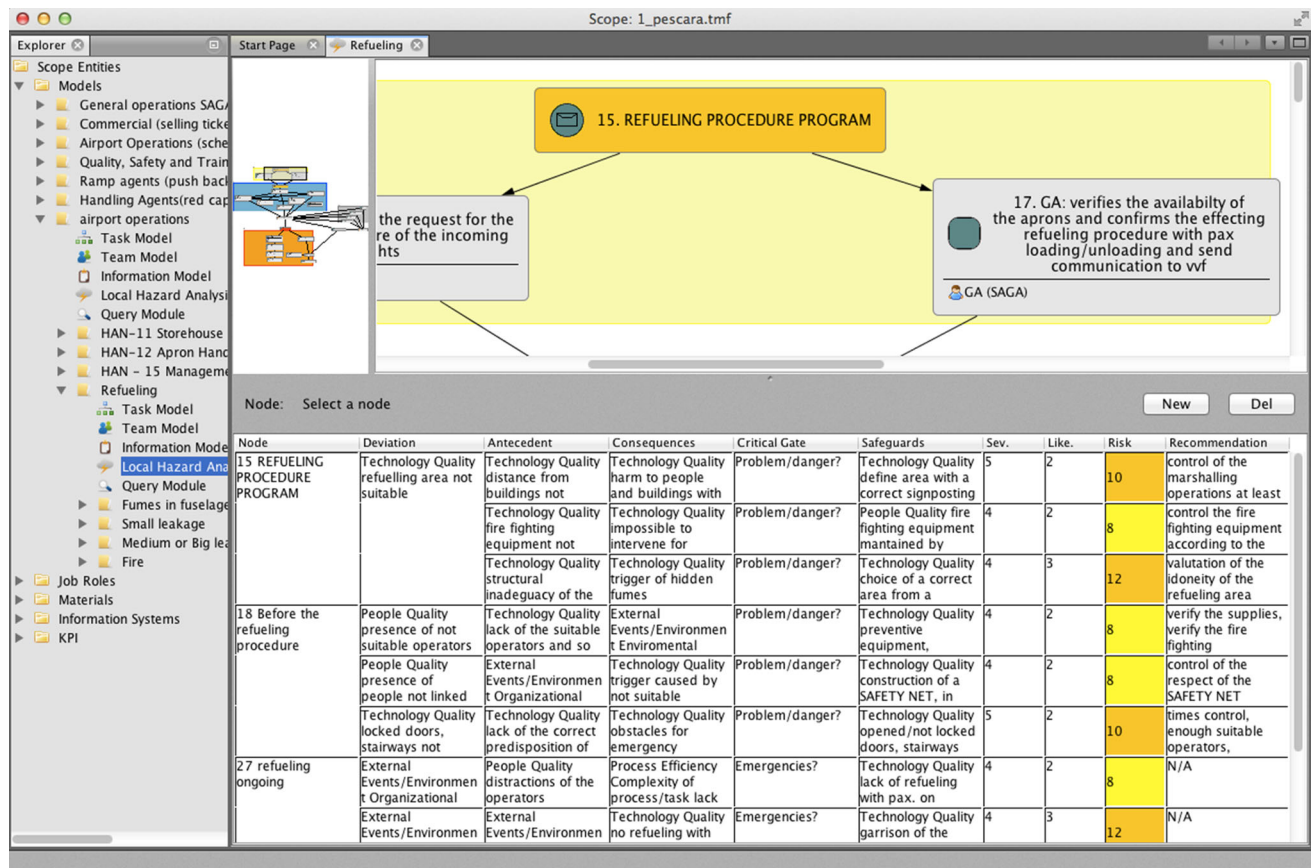 Scope: 1_pescara.tmf
Explorer
Start Page
Refueling
Scope Entities
Models
General operations SAGA
Commercial (selling ticke
Airport Operations (sche
Quality, Safety and Train
Ramp agents (push back
Handling Agents(red cap
airport operations
Task Model
Team Model
Information Model
Local Hazard Analysi
Query Module
HAN-11 Storehouse
HAN-12 Apron Hand
HAN - 15 Manageme
Refueling
Task Model
Team Model
Information Mode
Local Hazard Ana
Query Module
Fumes in fuselage
Small leakage
Medium or Big lea
Fire
Job Roles
Materials
Information Systems
KPI
15. REFUELING PROCEDURE PROGRAM
the request for the
re of the incoming
hts
17. GA: verifies the availabilty of
the aprons and confirms the effecting
refueling procedure with pax
loading/unloading and send
communication to vvf
GA (SAGA)
Node: Select a node
New Del
Node Deviation Antecedent Consequences Critical Gate Safeguards Sev. Like. Risk Recommendation
15 REFUELING Technology Quality Technology Quality Technology Quality Problem/danger? Technology Quality 5 2 control of the
PROCEDURE refuelling area not distance from harm to people define area with a 10 marshalling
PROGRAM suitable buildings not and buildings with correct signposting operations at least
Technology Quality Technology Quality Problem/danger? People Quality fire 4 2 control the fire
fire fighting impossible to fighting equipment 8 fighting equipment
equipment not intervene for mantained by according to the
Technology Quality Technology Quality Problem/danger? Technology Quality 4 3 valutation of the
structural trigger of hidden choice of a correct 12 idoneity of the
inadeguacy of the fumes area from a refueling area
18 Before the People Quality Technology Quality External Problem/danger? Technology Quality 4 2 verify the supplies,
refueling presence of not lack of the suitable Events/Environmen preventive 8 verify the fire
procedure suitable operators operators and so t Enviromental equipment, fighting
People Quality External Technology Quality Problem/danger? Technology Quality 4 2 control of the
presence of Events/Environmen trigger caused by construction of a 8 respect of the
people not linked t Organizational not suitable SAFETY NET, in SAFETY NET
Technology Quality Technology Quality Technology Quality Problem/danger? Technology Quality 5 2 times control,
locked doors, lack of the correct obstacles for opened/not locked 10 enough suitable
stairways not predisposition of emergency doors, stairways operators,
27 refueling External People Quality Process Efficiency Emergencies? Technology Quality 4 2 N/A
ongoing Events/Environmen distractions of the Complexity of lack of refueling 8
t Organizational operators process/task lack with pax. on
External External Technology Quality Emergencies? Technology Quality 4 3 N/A
Events/Environmen Events/Environmen no refueling with garrison of the 12